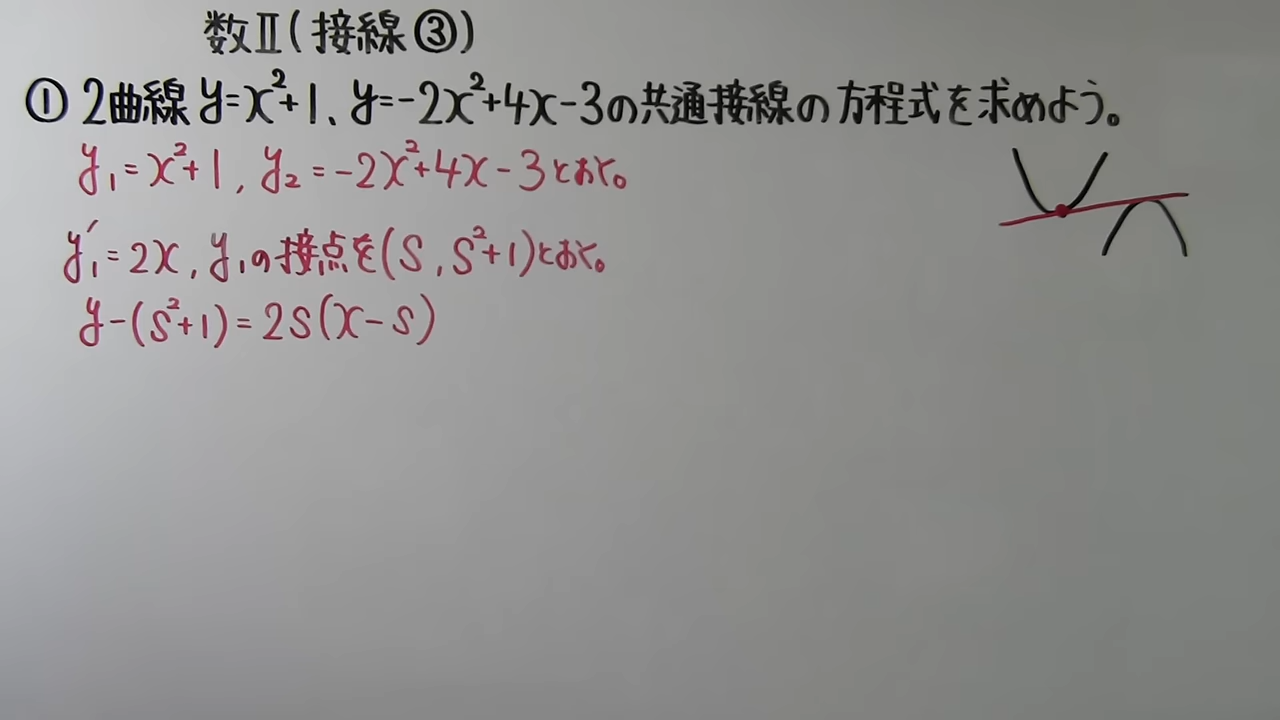 数Ⅱ(接線③)
① 2曲線 y=x²+1、y=-2x²+4x-3の共通接線の方程式を求めよう。
y₁=x²+1, y₂=-2x²+4x-3とおく。
y₁'=2x, y₁の接点を(S, S²+1)とおく。
y-(S²+1)=2S(x-S)